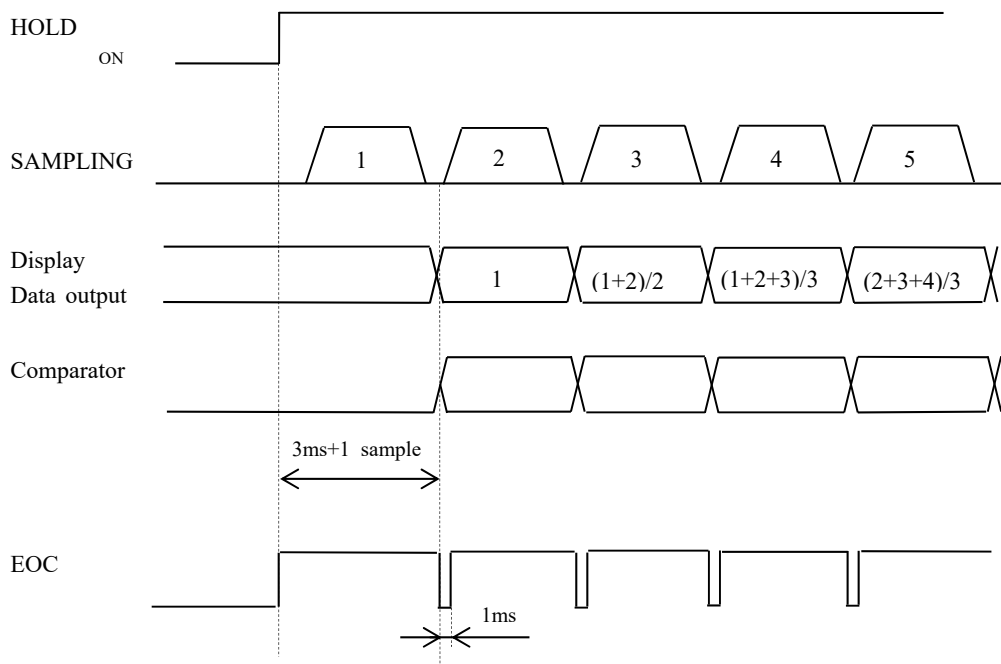 HOLD
ON
SAMPLING
1 2 3 4 5
Display
Data output
1 (1+2)/2 (1+2+3)/3 (2+3+4)/3
Comparator
3ms+1 sample
EOC
1ms